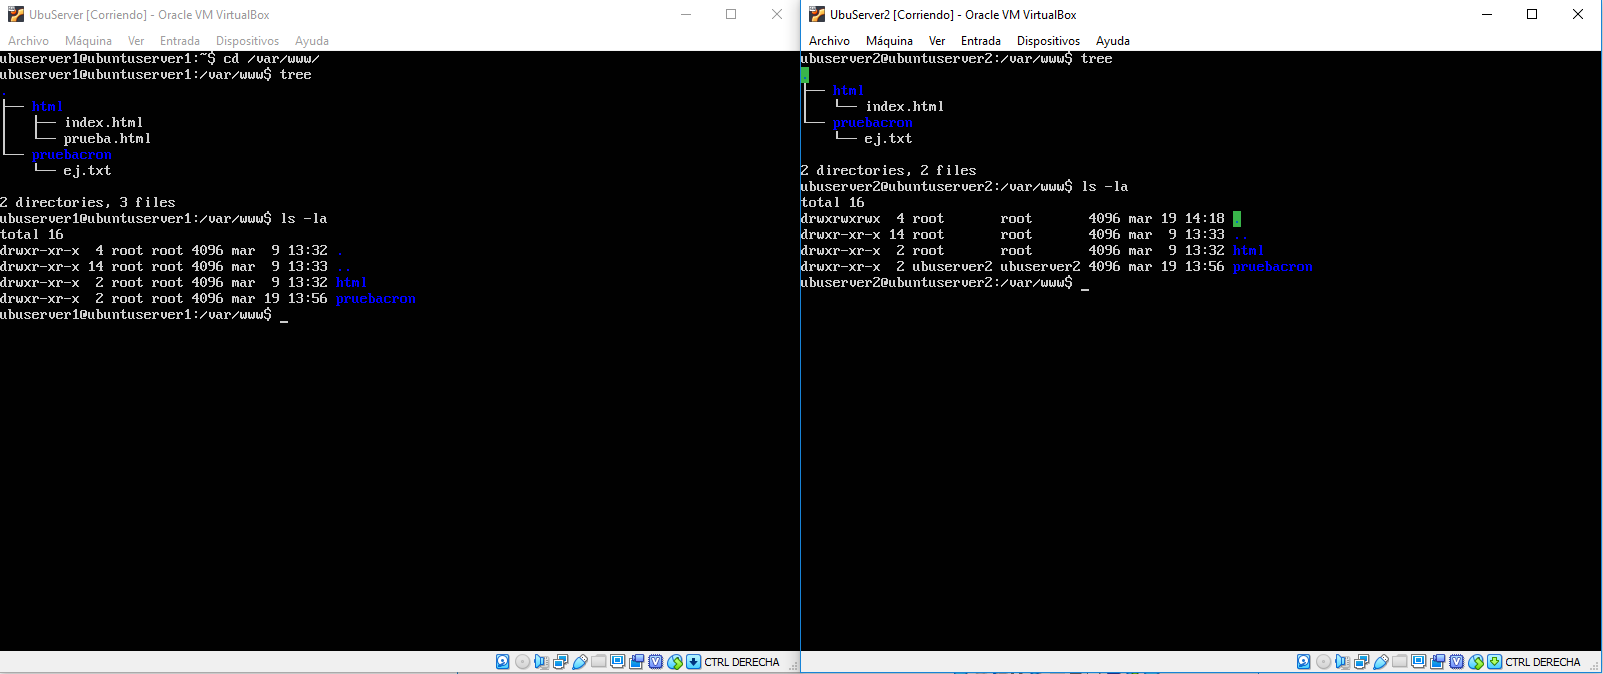 UbuServer [Corriendo] - Oracle VM VirtualBox
Archivo Máquina Ver Entrada Dispositivos Ayuda
ubuserver1@ubuntuserver1:~$ cd /var/www/
ubuserver1@ubuntuserver1:/var/www$ tree
.
├── html
│   ├── index.html
│   └── prueba.html
└── pruebacron
    └── ej.txt
2 directories, 3 files
ubuserver1@ubuntuserver1:/var/www$ ls -la
total 16
drwxr-xr-x  4 root root 4096 mar  9 13:32 .
drwxr-xr-x 14 root root 4096 mar  9 13:33 ..
drwxr-xr-x  2 root root 4096 mar  9 13:32 html
drwxr-xr-x  2 root root 4096 mar 19 13:56 pruebacron
ubuserver1@ubuntuserver1:/var/www$ _
CTRL DERECHA
UbuServer2 [Corriendo] - Oracle VM VirtualBox
Archivo Máquina Ver Entrada Dispositivos Ayuda
ubuserver2@ubuntuserver2:/var/www$ tree
.
├── html
│   └── index.html
└── pruebacron
    └── ej.txt
2 directories, 2 files
ubuserver2@ubuntuserver2:/var/www$ ls -la
total 16
drwxrwxrwx  4 root       root       4096 mar 19 14:18 .
drwxr-xr-x 14 root       root       4096 mar  9 13:33 ..
drwxr-xr-x  2 root       root       4096 mar  9 13:32 html
drwxr-xr-x  2 ubuserver2 ubuserver2 4096 mar 19 13:56 pruebacron
ubuserver2@ubuntuserver2:/var/www$ _
CTRL DERECHA